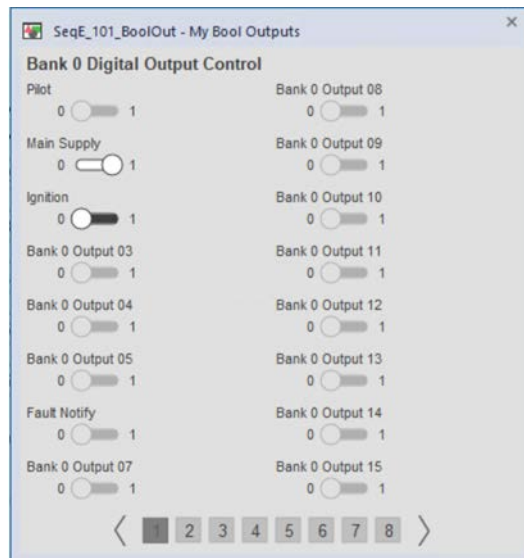 SeqE_101_BoolOut - My Bool Outputs
Bank 0 Digital Output Control
Pilot
0 1
Main Supply
0 1
Ignition
0 1
Bank 0 Output 03
0 1
Bank 0 Output 04
0 1
Bank 0 Output 05
0 1
Fault Notify
0 1
Bank 0 Output 07
0 1
Bank 0 Output 08
0 1
Bank 0 Output 09
0 1
Bank 0 Output 10
0 1
Bank 0 Output 11
0 1
Bank 0 Output 12
0 1
Bank 0 Output 13
0 1
Bank 0 Output 14
0 1
Bank 0 Output 15
0 1
1 2 3 4 5 6 7 8